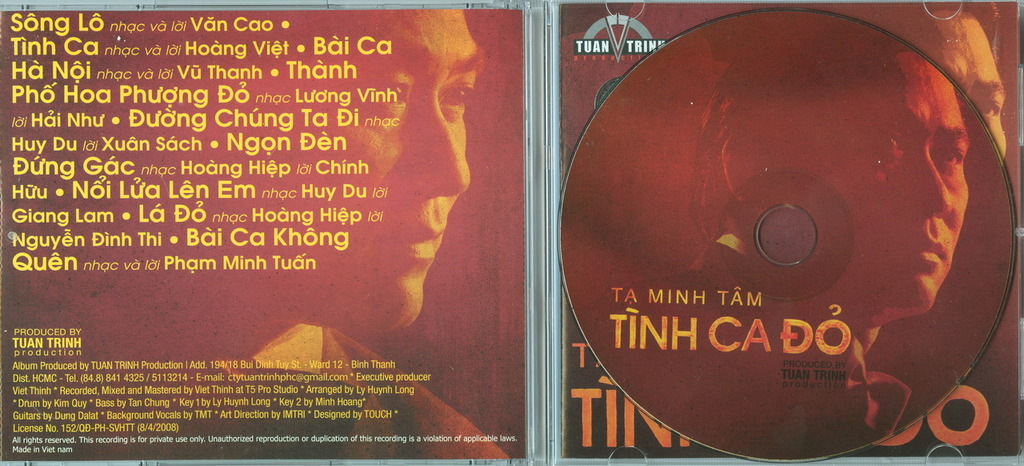 Sông Lô nhạc và lời Văn Cao •
Tình Ca nhạc và lời Hoàng Việt • Bài Ca
Hà Nội nhạc và lời Vũ Thanh • Thành
Phố Hoa Phượng Đỏ nhạc Lương Vĩnh
lời Hải Như • Đường Chúng Ta Đi nhạc
Huy Du lời Xuân Sách • Ngọn Đèn
Đứng Gác nhạc Hoàng Hiệp lời Chính
Hữu • Nổi Lửa Lên Em nhạc Huy Du lời
Giang Lam • Lá Đỏ nhạc Hoàng Hiệp lời
Nguyễn Đình Thi • Bài Ca Không
Quên nhạc và lời Phạm Minh Tuấn
PRODUCED BY
TUAN TRINH
production
Album Produced by TUAN TRINH Production | Add. 194/18 Bui Dinh Tuy St. - Ward 12 - Binh Thanh
Dist. HCMC - Tel. (84.8) 841 4325 / 5113214 - E-mail: ctytuantrinhphc@gmail.com * Executive producer
Viet Thinh * Recorded, Mixed and Mastered by Viet Thinh at T5 Pro Studio * Arranged by Ly Huynh Long
* Drum by Kim Quy * Bass by Tan Chung * Key 1 by Ly Huynh Long * Key 2 by Minh Hoang*
Guitars by Dung Dalat * Background Vocals by TMT * Art Direction by IMTRI * Designed by TOUCH *
License No. 152/QĐ-PH-SVHTT (8/4/2008)
All rights reserved. This recording is for private use only. Unauthorized reproduction or duplication of this recording is a violation of applicable laws.
Made in Viet nam
TUAN TRINH
TẠ MINH TÂM
TÌNH CA ĐỎ
PRODUCED BY
TUAN TRINH
production